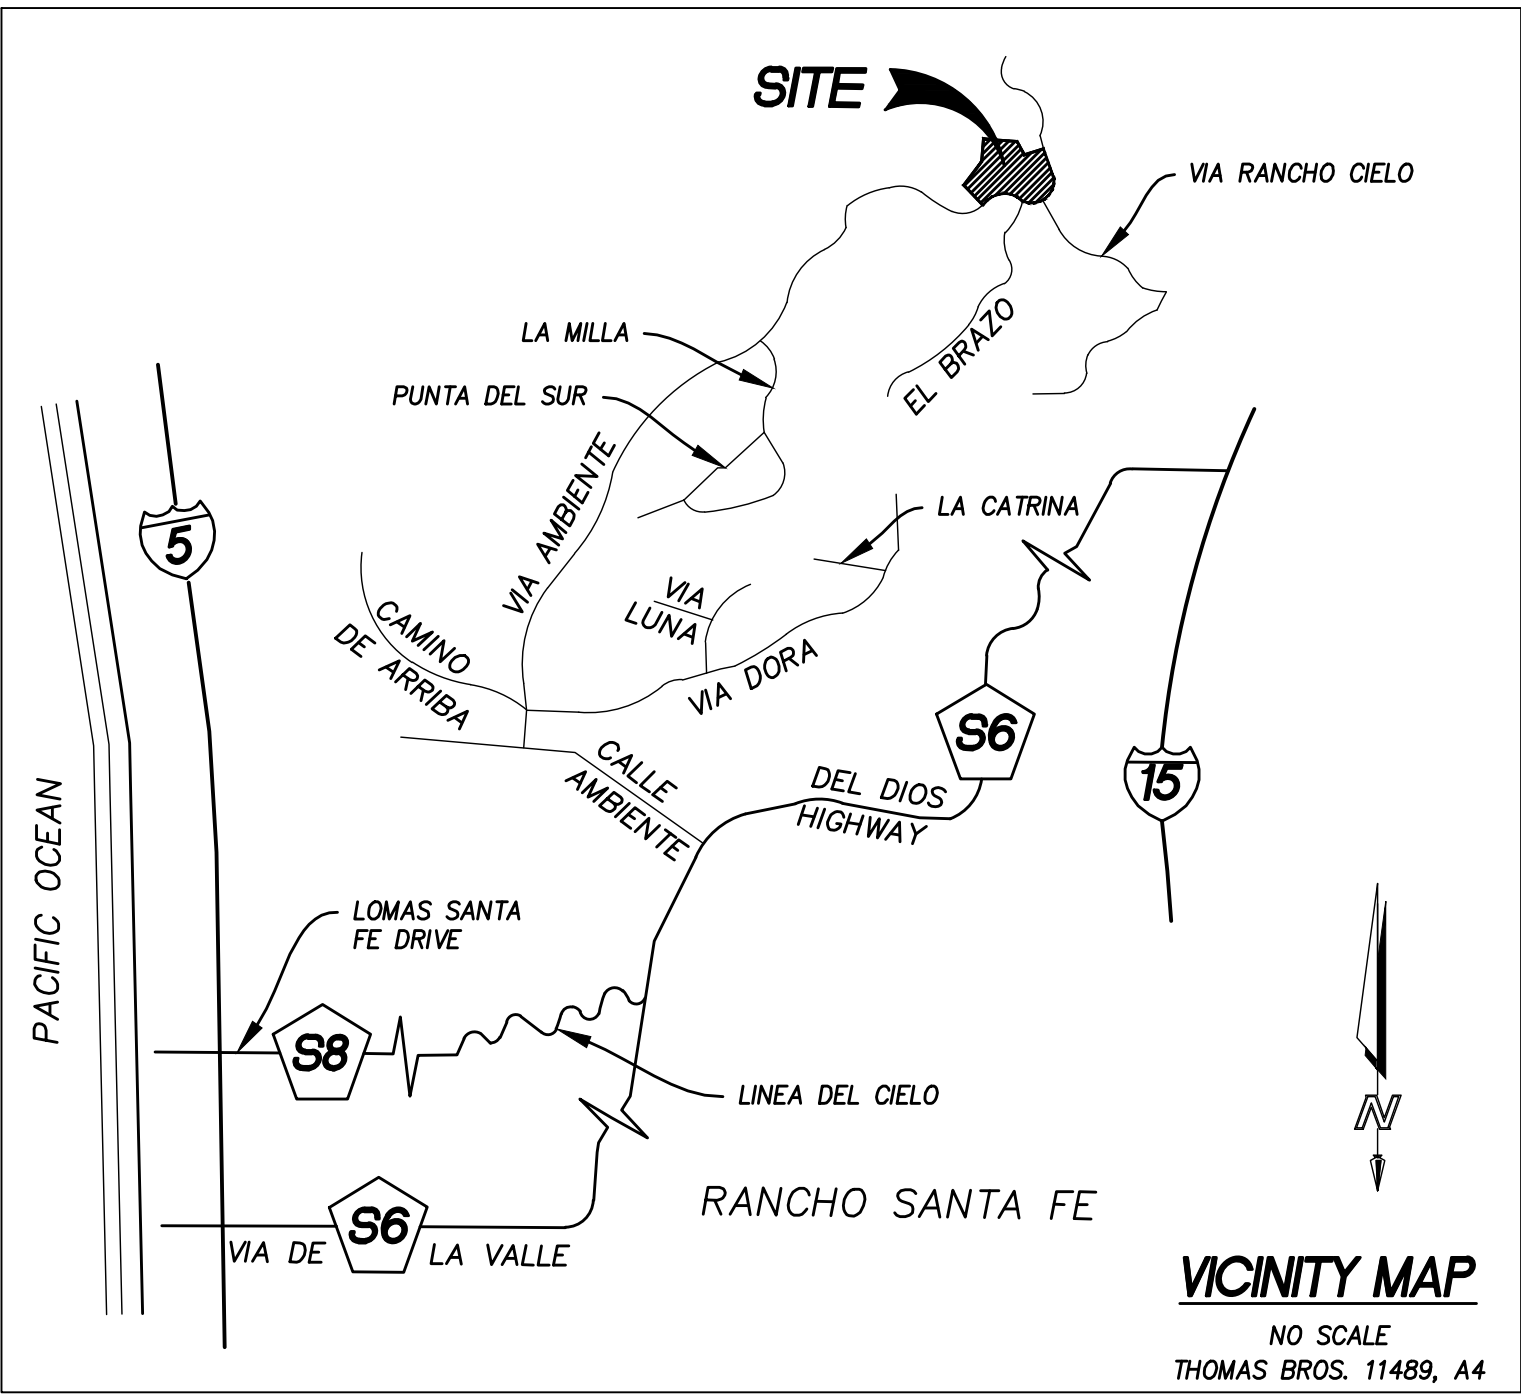 SITE
VIA RANCHO CIELO
LA MILLA
PUNTA DEL SUR
EL BRAZO
VIA AMBIENTE
LA CATRINA
5
VIA
LUNA
CAMINO
DE ARRIBA
VIA DORA
S6
15
CALLE
AMBIENTE
DEL DIOS
HIGHWAY
PACIFIC OCEAN
LOMAS SANTA
FE DRIVE
S8
LINEA DEL CIELO
N
RANCHO SANTA FE
S6
VIA DE LA VALLE
VICINITY MAP
NO SCALE
THOMAS BROS. 11489, A4